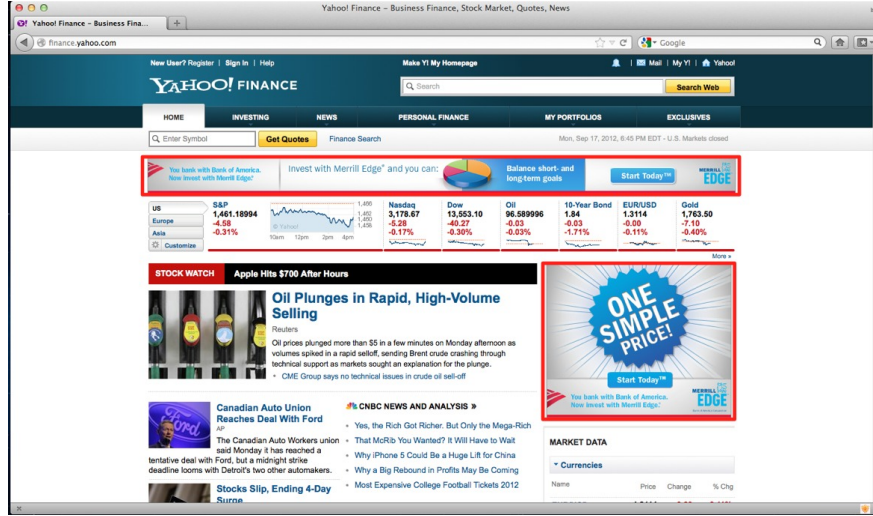 Yahoo! Finance – Business Finance, Stock Market, Quotes, News
Yahoo! Finance – Business Fina...
finance.yahoo.com
Google
New User? Register | Sign In | Help
Make Y! My Homepage
Mail | My Y! | Yahoo!
YAHOO! FINANCE
Search
Search Web
HOME INVESTING NEWS PERSONAL FINANCE MY PORTFOLIOS EXCLUSIVES
Enter Symbol
Get Quotes
Finance Search
Mon, Sep 17, 2012, 6:45 PM EDT - U.S. Markets closed
You bank with Bank of America.
Now invest with Merrill Edge.
Invest with Merrill Edge® and you can:
Balance short- and
long-term goals
Start Today™
MERRILL
EDGE
US
Europe
Asia
Customize
S&P
1,461.18994
-4.58
-0.31%
1,466
1,462
1,460
1,458
© Yahoo!
10am 12pm 2pm 4pm
Nasdaq
3,178.67
-5.28
-0.17%
Dow
13,553.10
-40.27
-0.30%
Oil
96.589996
-0.03
-0.03%
10-Year Bond
1.84
-0.03
-1.71%
EUR/USD
1.3114
-0.00
-0.11%
Gold
1,763.50
-7.10
-0.40%
More »
STOCK WATCH Apple Hits $700 After Hours
Oil Plunges in Rapid, High-Volume
Selling
Reuters
Oil prices plunged more than $5 in a few minutes on Monday afternoon as
volumes spiked in a rapid selloff, sending Brent crude crashing through
technical support as markets sought an explanation for the plunge.
• CME Group says no technical issues in crude oil sell-off
ONE
SIMPLE
PRICE!
Start Today™
You bank with Bank of America.
Now invest with Merrill Edge.
MERRILL
EDGE
Ford
Canadian Auto Union
Reaches Deal With Ford
AP
The Canadian Auto Workers union
said Monday it has reached a
tentative deal with Ford, but a midnight strike
deadline looms with Detroit's two other automakers.
Stocks Slip, Ending 4-Day
Surge
CNBC NEWS AND ANALYSIS »
• Yes, the Rich Got Richer. But Only the Mega-Rich
• That McRib You Wanted? It Will Have to Wait
• Why iPhone 5 Could Be a Huge Lift for China
• Why a Big Rebound in Profits May Be Coming
• Most Expensive College Football Tickets 2012
MARKET DATA
Currencies
Name Price Change % Chg